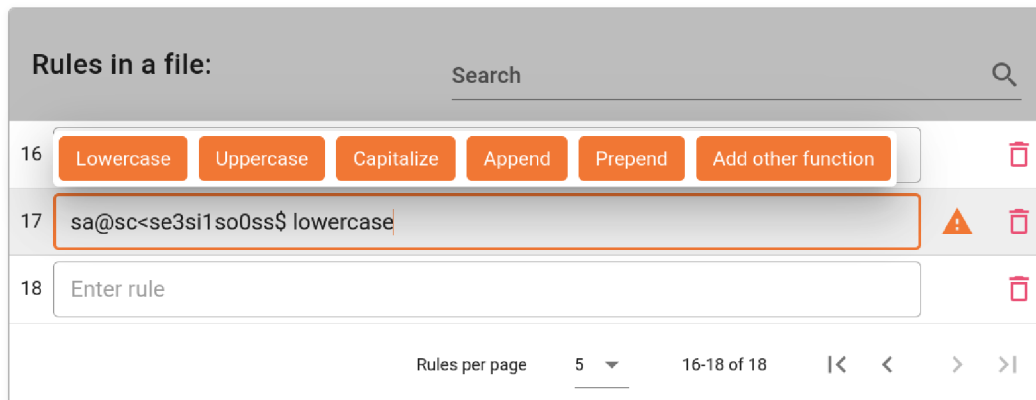 Rules in a file:
Search
16
Lowercase Uppercase Capitalize Append Prepend Add other function
17 sa@sc<se3si1so0ss$ lowercase
18 Enter rule
Rules per page 5 16-18 of 18